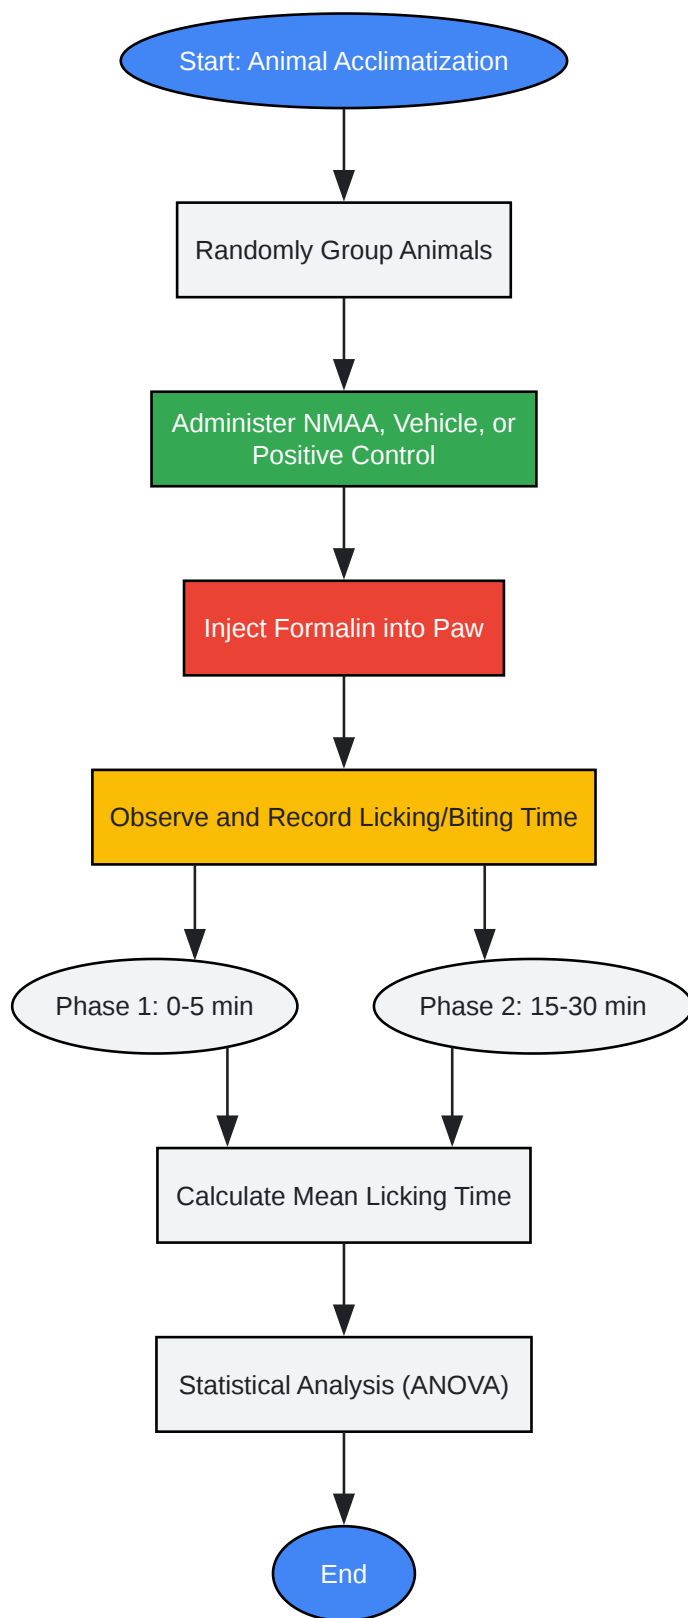 Start: Animal Acclimatization
Randomly Group Animals
Administer NMAA, Vehicle, or
Positive Control
Inject Formalin into Paw
Observe and Record Licking/Biting Time
Phase 1: 0-5 min
Phase 2: 15-30 min
Calculate Mean Licking Time
Statistical Analysis (ANOVA)
End